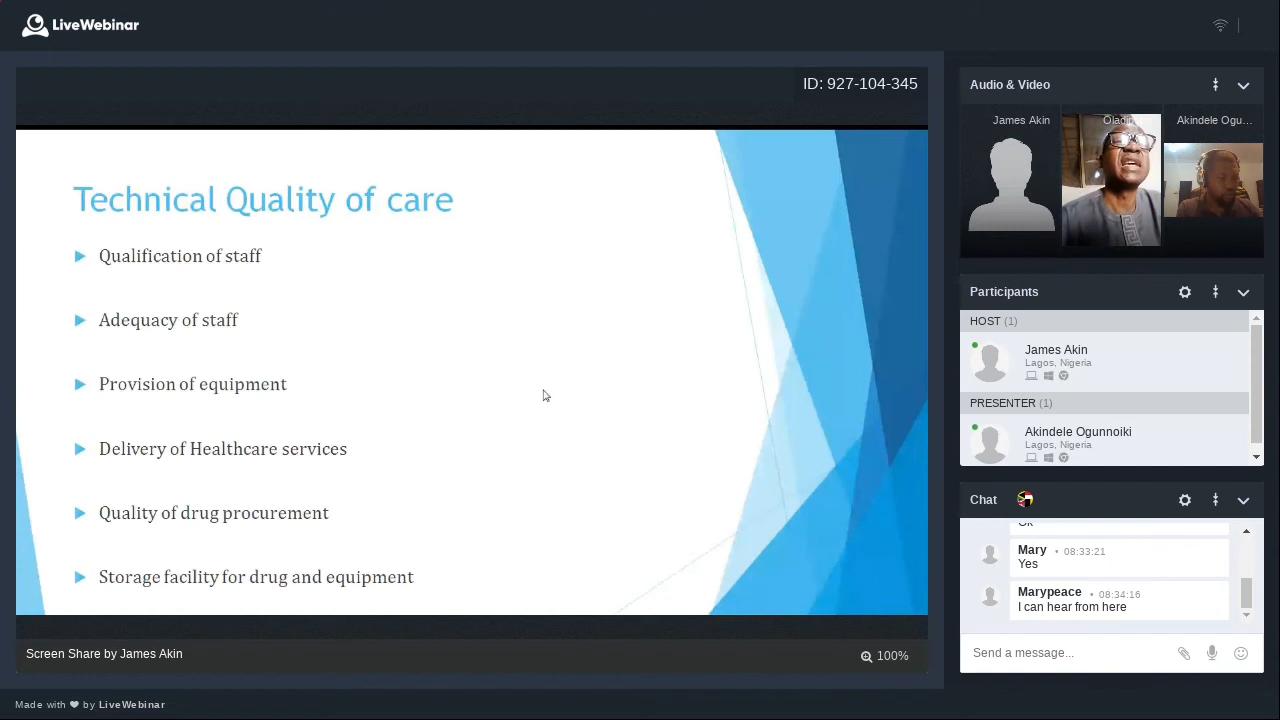 LiveWebinar
ID: 927-104-345
Technical Quality of care
Qualification of staff
Adequacy of staff
Provision of equipment
Delivery of Healthcare services
Quality of drug procurement
Storage facility for drug and equipment
Screen Share by James Akin
100%
Audio & Video
James Akin
Akindele Ogu...
Participants
HOST (1)
James Akin
Lagos, Nigeria
PRESENTER (1)
Akindele Ogunnoiki
Lagos, Nigeria
Chat
Ok
Mary • 08:33:21
Yes
Marypeace • 08:34:16
I can hear from here
Send a message...
Made with ❤ by LiveWebinar